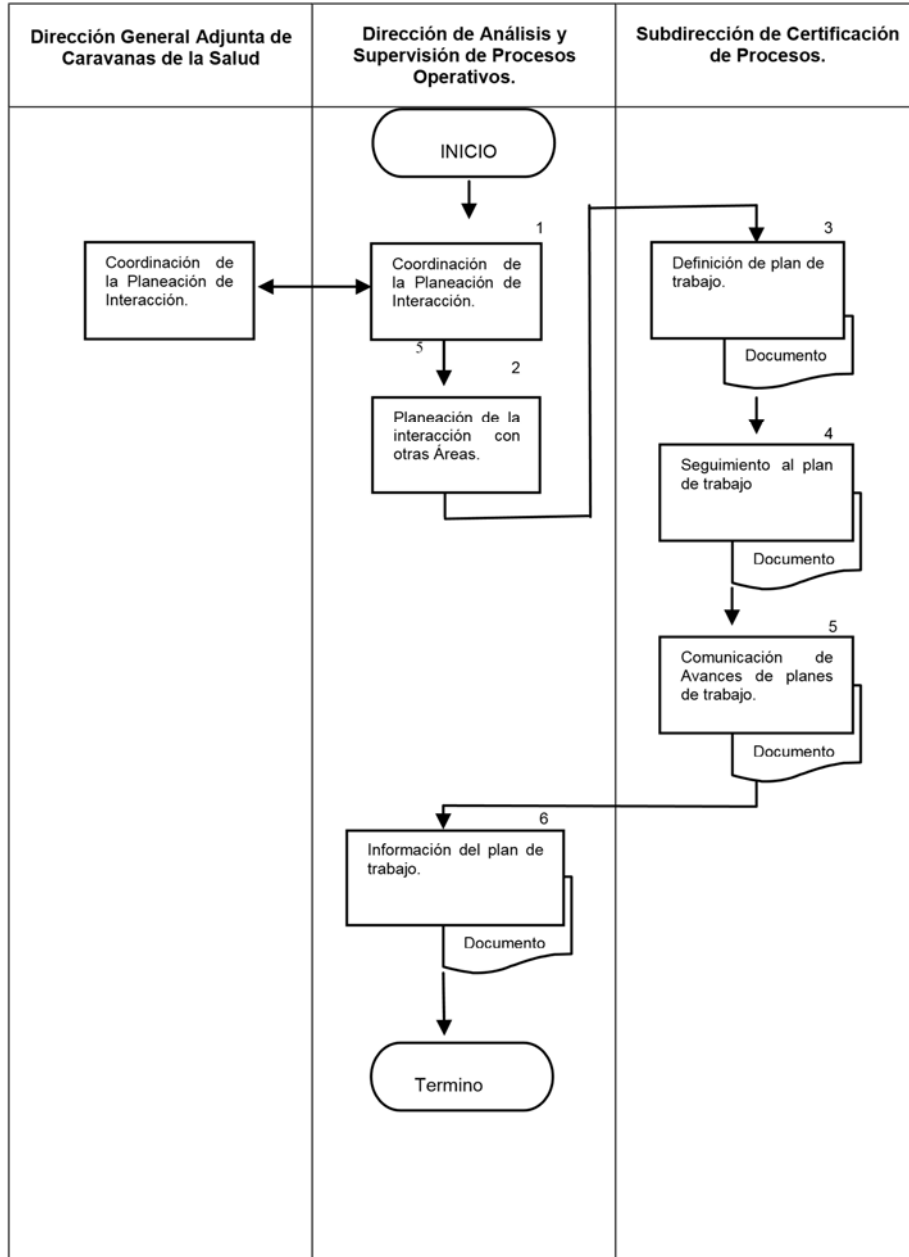 Dirección General Adjunta de
Caravanas de la Salud
Dirección de Análisis y
Supervisión de Procesos
Operativos.
Subdirección de Certificación
de Procesos.
INICIO
Coordinación de
la Planeación de
Interacción.
1
Coordinación de
la Planeación de
Interacción.
5
2
Planeación de la
interacción con
otras Áreas.
3
Definición de plan de
trabajo.
Documento
4
Seguimiento al plan
de trabajo
Documento
5
Comunicación de
Avances de planes
de trabajo.
Documento
6
Información del plan de
trabajo.
Documento
Termino